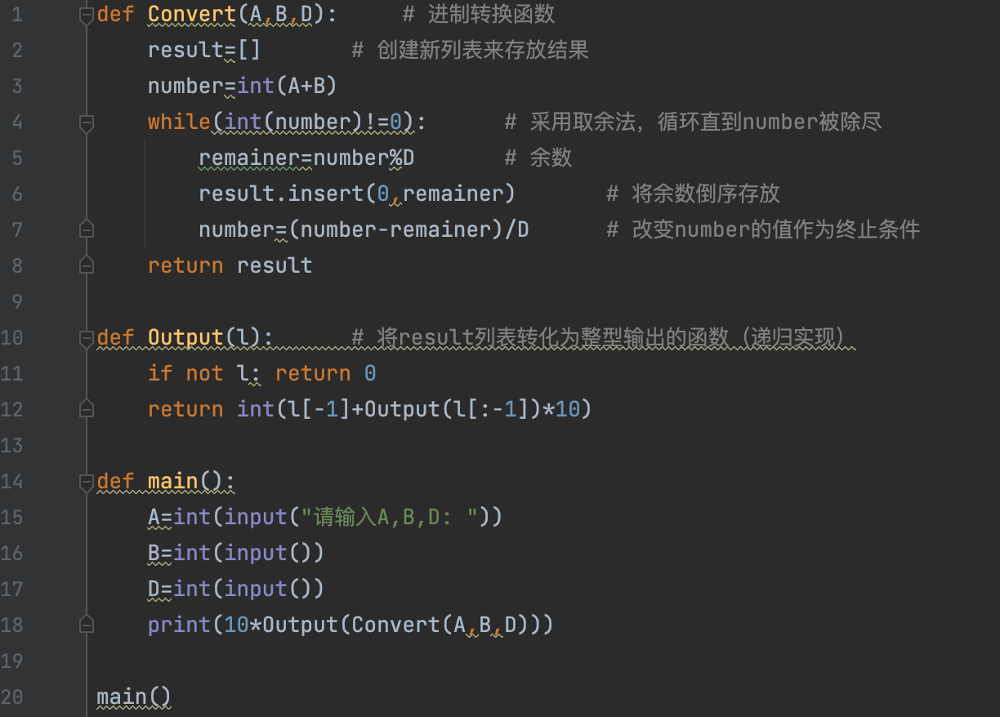 1 def Convert(A,B,D):     # 进制转换函数
2     result=[]       # 创建新列表来存放结果
3     number=int(A+B)
4     while(int(number)!=0):      # 采用取余法，循环直到number被除尽
5         remainer=number%D       # 余数
6         result.insert(0,remainer)       # 将余数倒序存放
7         number=(number-remainer)/D      # 改变number的值作为终止条件
8     return result
9
10 def Output(l):      # 将result列表转化为整型输出的函数（递归实现）
11     if not l: return 0
12     return int(l[-1]+Output(l[:-1])*10)
13
14 def main():
15     A=int(input("请输入A,B,D: "))
16     B=int(input())
17     D=int(input())
18     print(10*Output(Convert(A,B,D)))
19
20 main()